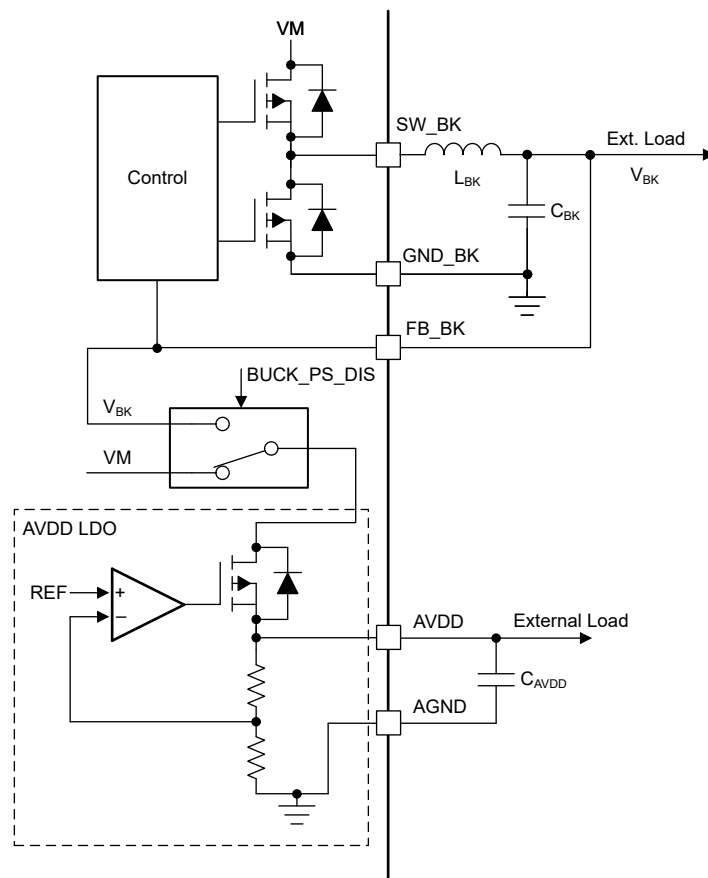 VM
SW_BK
Ext. Load
Control
L_BK
V_BK
C_BK
GND_BK
FB_BK
BUCK_PS_DIS
V_BK
VM
AVDD LDO
REF
+
−
AVDD
External Load
C_AVDD
AGND